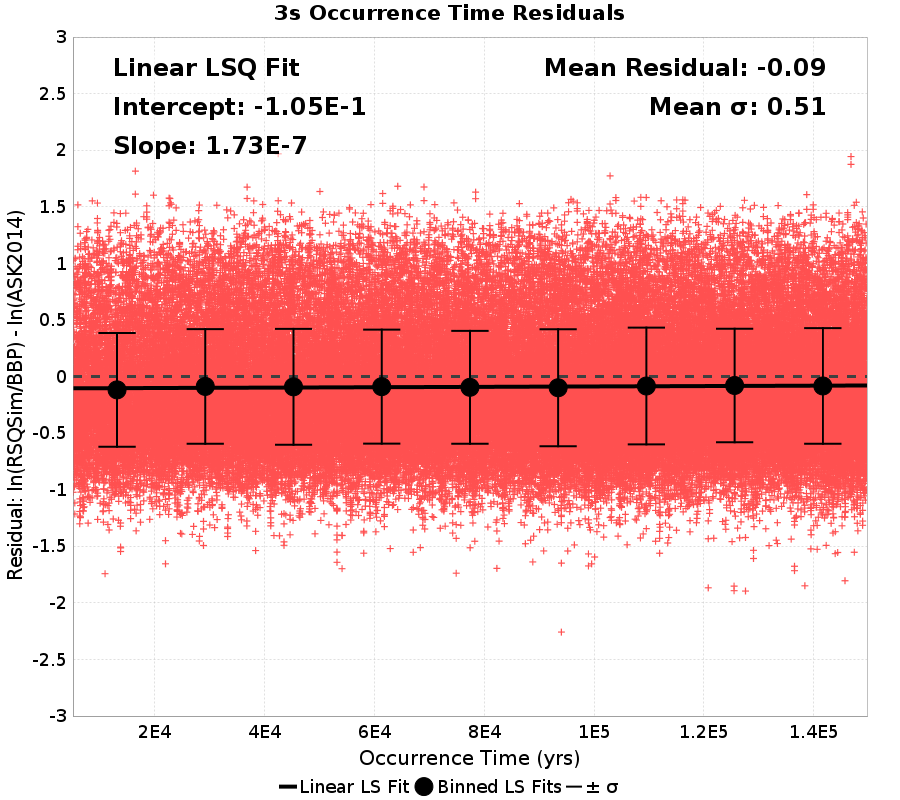 3s Occurrence Time Residuals
Linear LSQ Fit
Intercept: -1.05E-1
Slope: 1.73E-7
Mean Residual: -0.09
Mean σ: 0.51
Residual: ln(RSQSim/BBP) - ln(ASK2014)
3
2.5
2
1.5
1
0.5
0
-0.5
-1
-1.5
-2
-2.5
-3
2E4 4E4 6E4 8E4 1E5 1.2E5 1.4E5
Occurrence Time (yrs)
Linear LS Fit Binned LS Fits ± σ